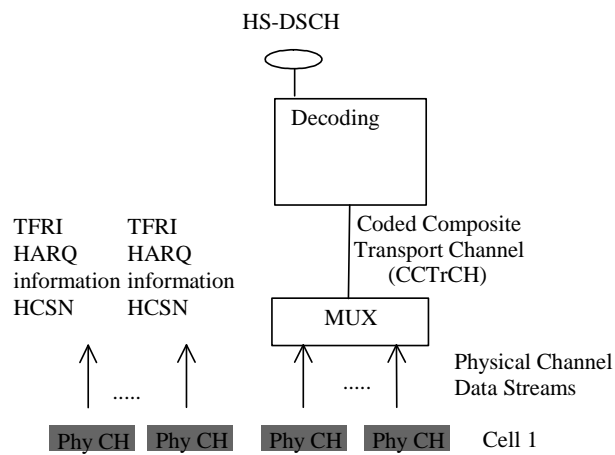 HS-DSCH
Decoding
TFRI
HARQ
information
HCSN
TFRI
HARQ
information
HCSN
Coded Composite
Transport Channel
(CCTrCH)
MUX
Physical Channel
Data Streams
.....
.....
Phy CH
Phy CH
Phy CH
Phy CH
Cell 1